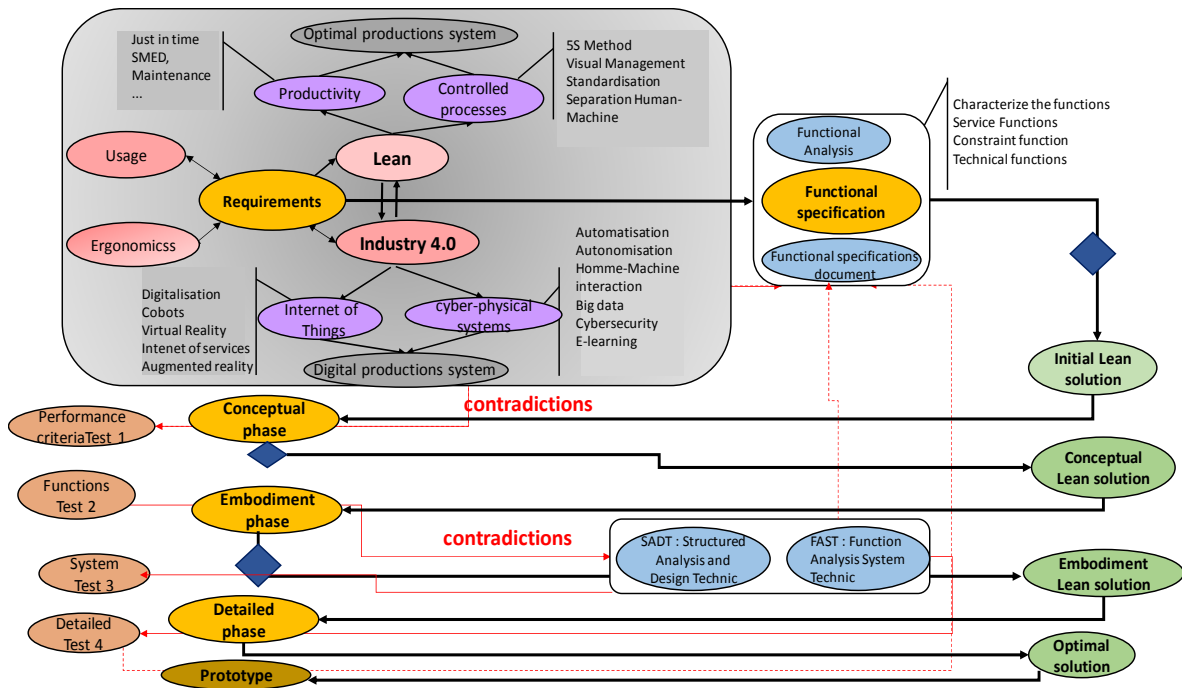 Optimal productions system
Just in time
SMED,
Maintenance
...
Productivity
Controlled
processes
5S Method
Visual Management
Standardisation
Separation Human-
Machine
Usage
Lean
Requirements
Ergonomicss
Industry 4.0
Functional
Analysis
Functional
specification
Functional specifications
document
Characterize the functions
Service Functions
Constraint function
Technical functions
Automatisation
Autonomisation
Homme-Machine
interaction
Big data
Cybersecurity
E-learning
Digitalisation
Cobots
Virtual Reality
Intenet of services
Augmented reality
Internet of
Things
cyber-physical
systems
Digital productions system
Initial Lean
solution
contradictions
Performance
criteriaTest 1
Conceptual
phase
Conceptual
Lean solution
Functions
Test 2
Embodiment
phase
contradictions
SADT : Structured
Analysis and
Design Technic
FAST : Function
Analysis System
Technic
System
Test 3
Embodiment
Lean solution
Detailed
Test 4
Detailed
phase
Optimal
solution
Prototype